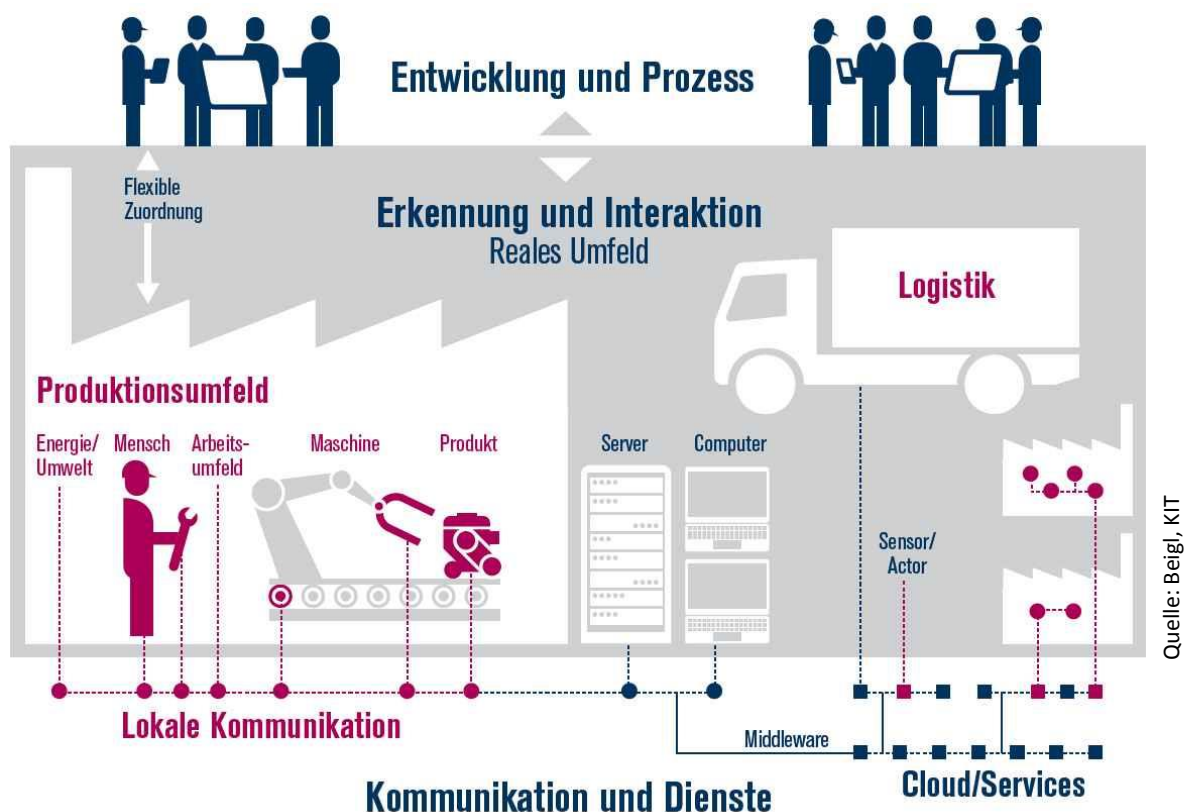 Entwicklung und Prozess
Flexible
Zuordnung
Erkennung und Interaktion
Reales Umfeld
Logistik
Produktionsumfeld
Energie/
Umwelt
Mensch
Arbeits-
umfeld
Maschine
Produkt
Server
Computer
Sensor/
Actor
Quelle: Beigl, KIT
Lokale Kommunikation
Middleware
Cloud/Services
Kommunikation und Dienste